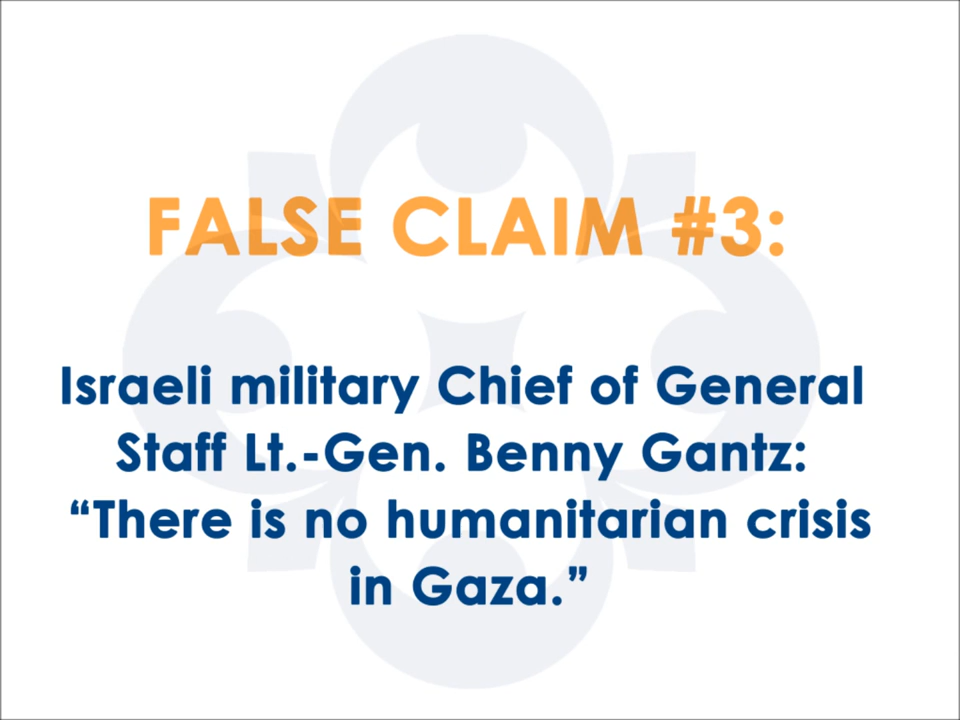 FALSE CLAIM #3:
Israeli military Chief of General
Staff Lt.-Gen. Benny Gantz:
“There is no humanitarian crisis
in Gaza.”